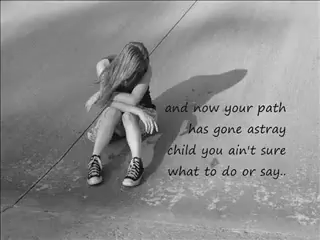 and now your path
has gone astray
child you ain't sure
what to do or say..